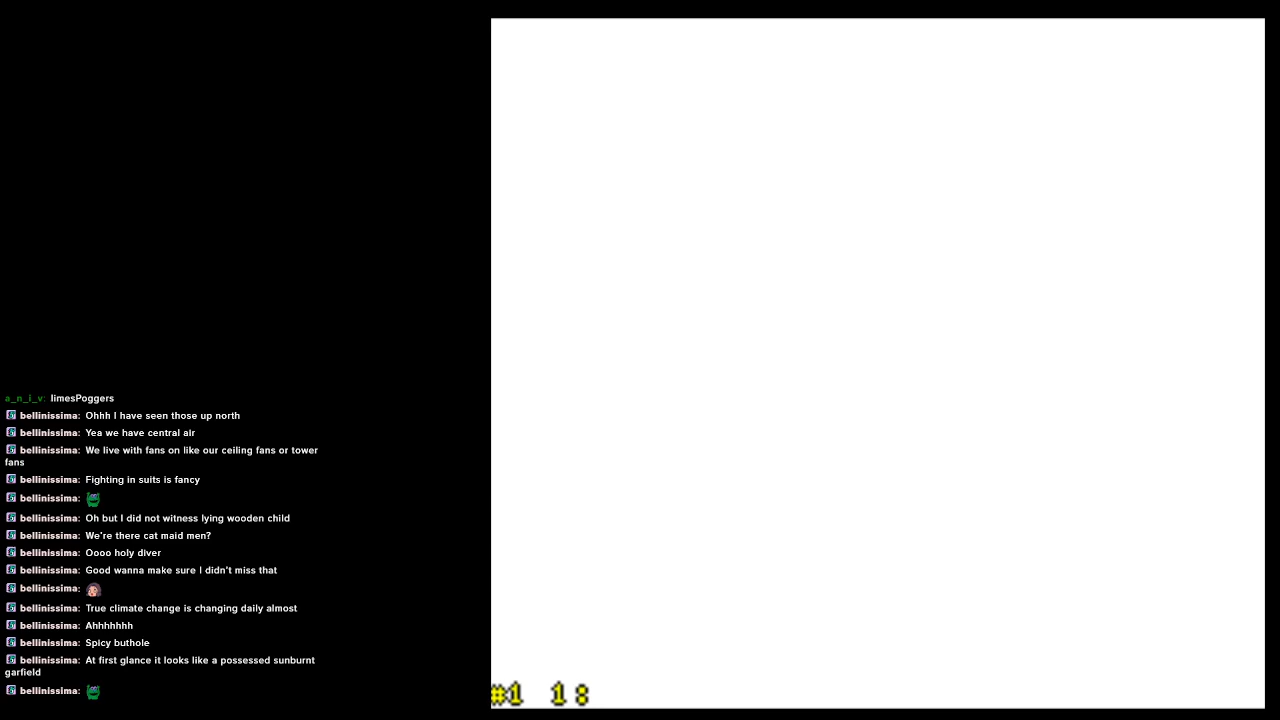 a_n_i_v: limesPoggers
bellinissima: Ohhh I have seen those up north
bellinissima: Yea we have central air
bellinissima: We live with fans on like our ceiling fans or tower
fans
bellinissima: Fighting in suits is fancy
bellinissima:
bellinissima: Oh but I did not witness lying wooden child
bellinissima: We're there cat maid men?
bellinissima: Oooo holy diver
bellinissima: Good wanna make sure I didn't miss that
bellinissima:
bellinissima: True climate change is changing daily almost
bellinissima: Ahhhhhhh
bellinissima: Spicy buthole
bellinissima: At first glance it looks like a possessed sunburnt
garfield
bellinissima:
#1 18